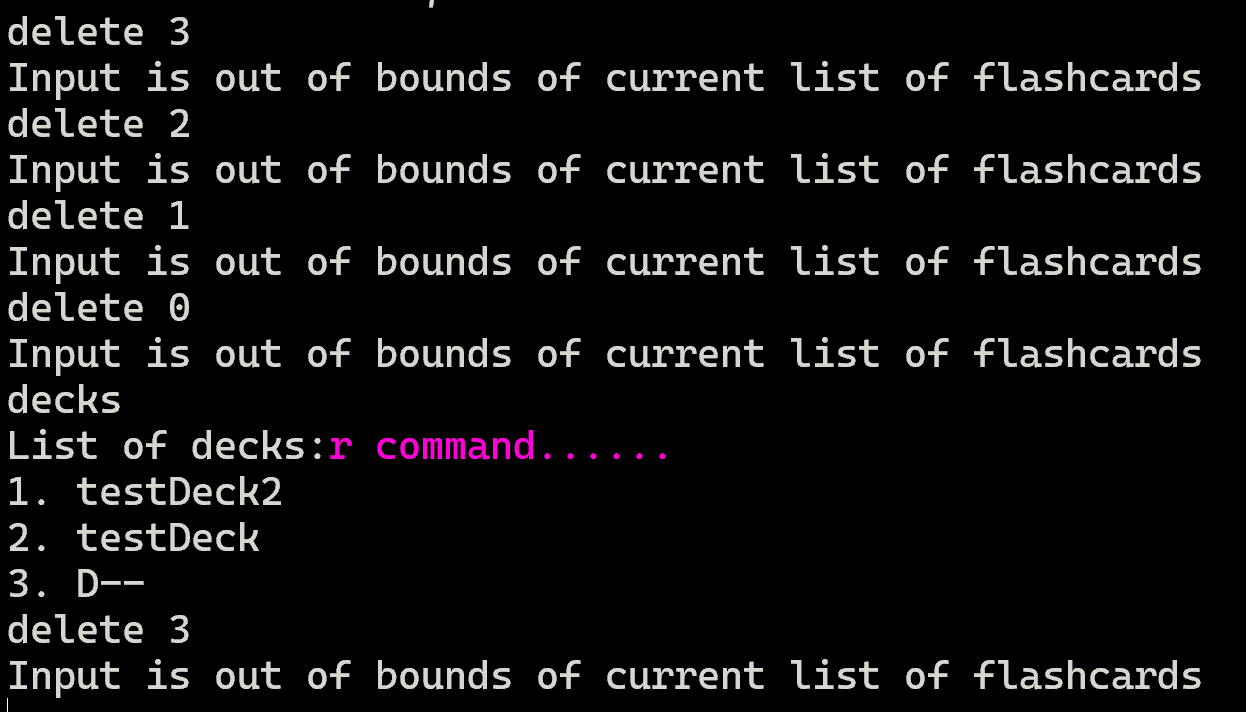 delete 3
Input is out of bounds of current list of flashcards
delete 2
Input is out of bounds of current list of flashcards
delete 1
Input is out of bounds of current list of flashcards
delete 0
Input is out of bounds of current list of flashcards
decks
List of decks:r command......
1. testDeck2
2. testDeck
3. D--
delete 3
Input is out of bounds of current list of flashcards